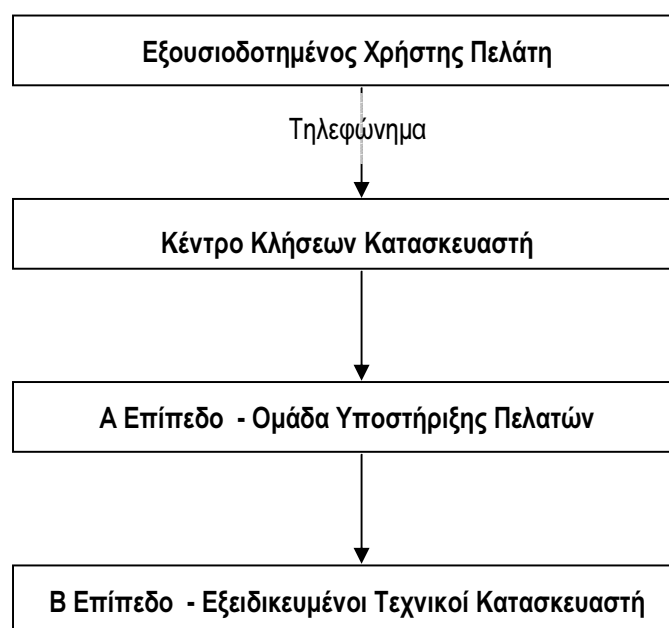 Εξουσιοδοτημένος Χρήστης Πελάτη
Τηλεφώνημα
Κέντρο Κλήσεων Κατασκευαστή
Α Επίπεδο - Ομάδα Υποστήριξης Πελατών
Β Επίπεδο - Εξειδικευμένοι Τεχνικοί Κατασκευαστή